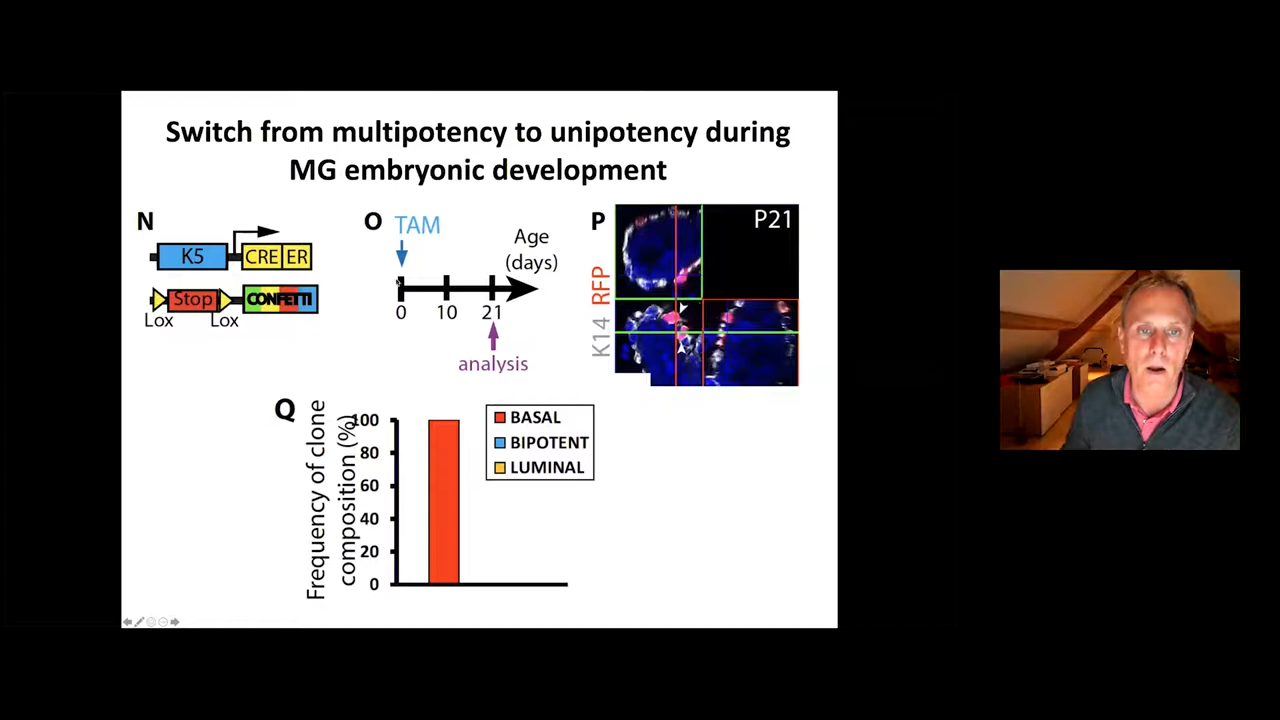 Switch from multipotency to unipotency during
MG embryonic development
N
K5
CRE ER
Stop
CONFETTI
Lox Lox
O
TAM
Age
(days)
0 10 21
analysis
P
P21
K14 RFP
Q
Frequency of clone
composition (%)
100
80
60
40
20
0
BASAL
BIPOTENT
LUMINAL